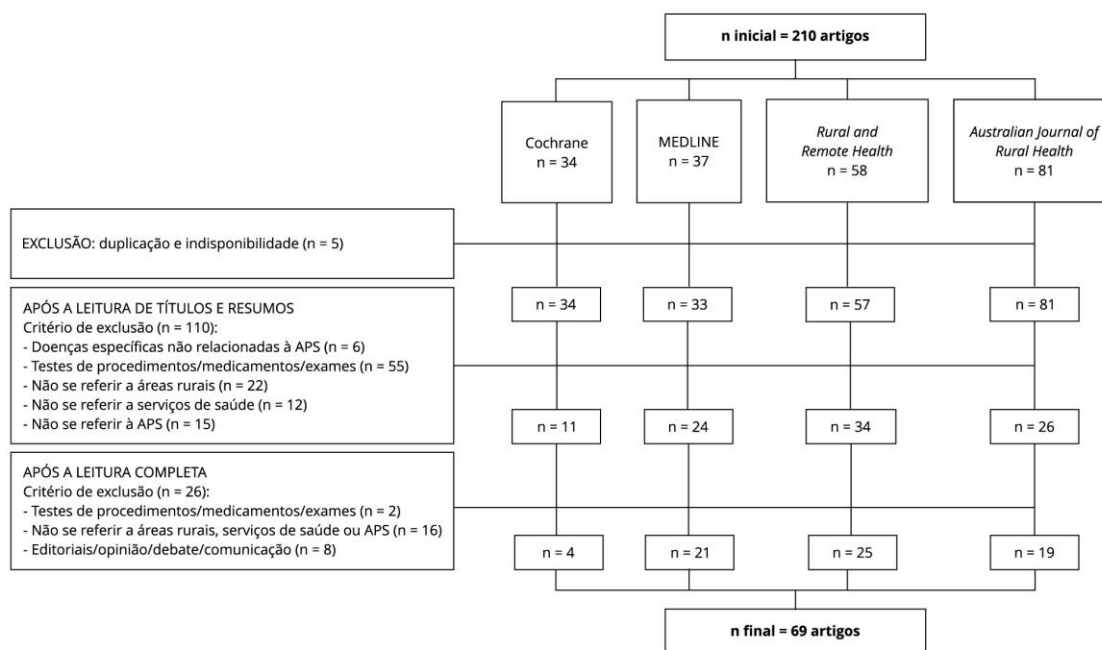 n inicial = 210 artigos
Cochrane
n = 34
MEDLINE
n = 37
Rural and
Remote Health
n = 58
Australian Journal of
Rural Health
n = 81
EXCLUSÃO: duplicação e indisponibilidade (n = 5)
n = 34
n = 33
n = 57
n = 81
APÓS A LEITURA DE TÍTULOS E RESUMOS
Critério de exclusão (n = 110):
- Doenças específicas não relacionadas à APS (n = 6)
- Testes de procedimentos/medicamentos/exames (n = 55)
- Não se referir a áreas rurais (n = 22)
- Não se referir a serviços de saúde (n = 12)
- Não se referir à APS (n = 15)
n = 11
n = 24
n = 34
n = 26
APÓS A LEITURA COMPLETA
Critério de exclusão (n = 26):
- Testes de procedimentos/medicamentos/exames (n = 2)
- Não se referir a áreas rurais, serviços de saúde ou APS (n = 16)
- Editoriais/opinião/debate/comunicação (n = 8)
n = 4
n = 21
n = 25
n = 19
n final = 69 artigos